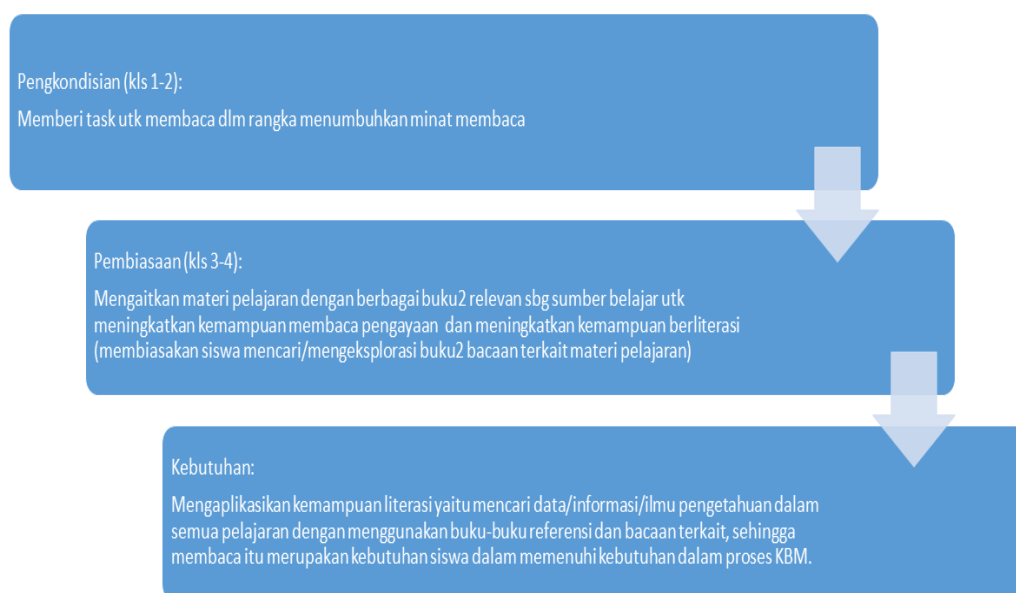 Pengkondisian (kls 1-2):
Memberi task utk membaca dlm rangka menumbuhkan minat membaca
Pembiasaan (kls 3-4):
Mengaitkan materi pelajaran dengan berbagai buku2 relevan sbg sumber belajar utk
meningkatkan kemampuan membaca pengayaan dan meningkatkan kemampuan berliterasi
(membiasakan siswa mencari/mengeksplorasi buku2 bacaan terkait materi pelajaran)
Kebutuhan:
Mengaplikasikan kemampuan literasi yaitu mencari data/informasi/ilmu pengetahuan dalam
semua pelajaran dengan menggunakan buku-buku referensi dan bacaan terkait, sehingga
membaca itu merupakan kebutuhan siswa dalam memenuhi kebutuhan dalam proses KBM.